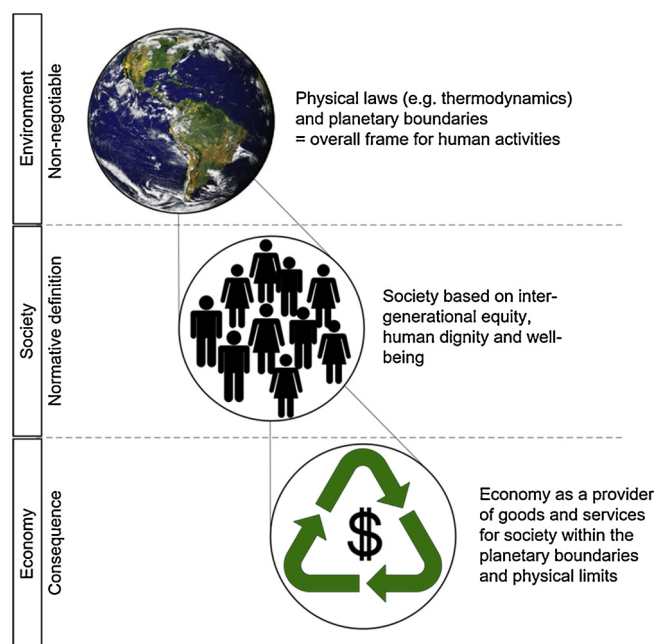 Environment
Non-negotiable
Physical laws (e.g. thermodynamics)
and planetary boundaries
= overall frame for human activities
Society
Normative definition
Society based on inter-
generational equity,
human dignity and well-
being
Economy
Consequence
$
Economy as a provider
of goods and services
for society within the
planetary boundaries
and physical limits